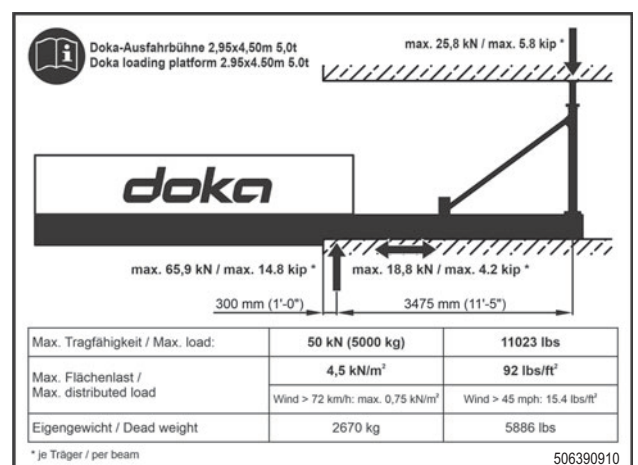 Doka-Ausfahrbühne 2,95x4,50m 5,0t
Doka loading platform 2.95x4.50m 5.0t
max. 25,8 kN / max. 5.8 kip *
doka
max. 65,9 kN / max. 14.8 kip *
max. 18,8 kN / max. 4.2 kip *
300 mm (1'-0")
3475 mm (11'-5")
Max. Tragfähigkeit / Max. load:
50 kN (5000 kg)
11023 lbs
Max. Flächenlast /
Max. distributed load
4,5 kN/m²
92 lbs/ft²
Wind > 72 km/h: max. 0,75 kN/m²
Wind > 45 mph: 15.4 lbs/ft²
Eigengewicht / Dead weight
2670 kg
5886 lbs
* je Träger / per beam
506390910